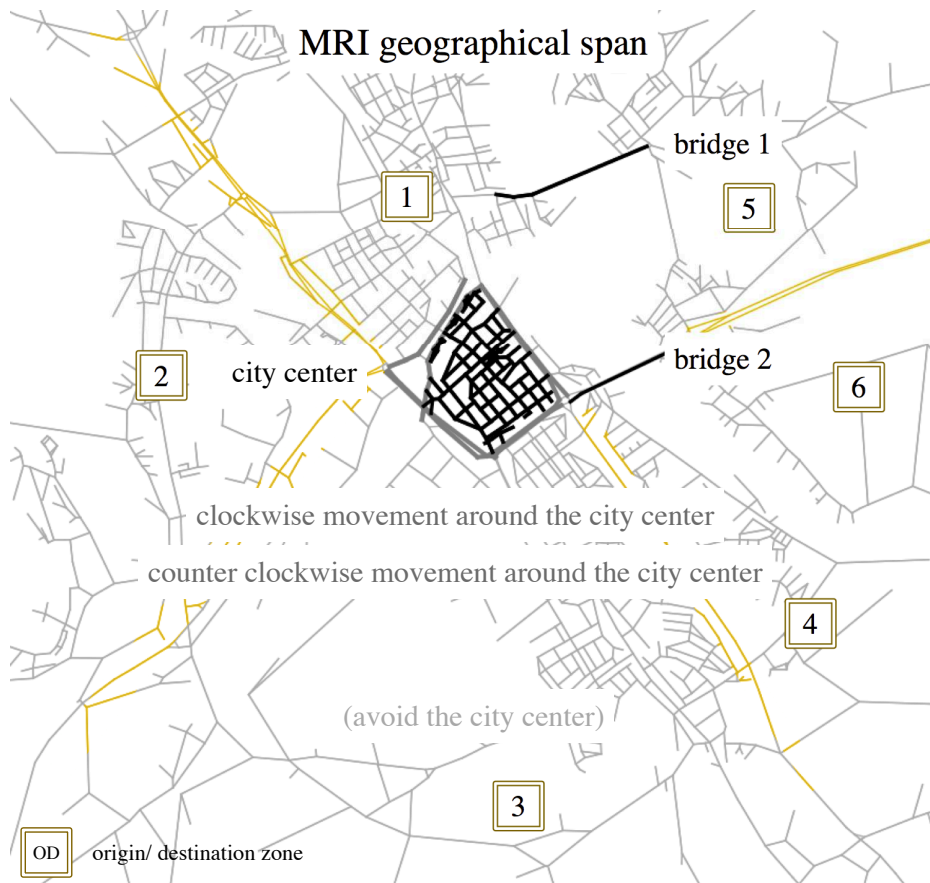 MRI geographical span
bridge 1
1
5
bridge 2
2
city center
6
clockwise movement around the city center
counter clockwise movement around the city center
4
(avoid the city center)
3
OD
origin/ destination zone